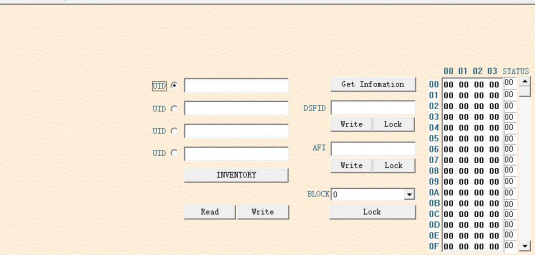 UID
UID
UID
UID
INVENTORY
Read Write
Get Infomation
DSFID
Write Lock
AFI
Write Lock
BLOCK 0
Lock
00 01 02 03 STATUS
00 00 00 00 00 00
01 00 00 00 00 00
02 00 00 00 00 00
03 00 00 00 00 00
04 00 00 00 00 00
05 00 00 00 00 00
06 00 00 00 00 00
07 00 00 00 00 00
08 00 00 00 00 00
09 00 00 00 00 00
0A 00 00 00 00 00
0B 00 00 00 00 00
0C 00 00 00 00 00
0D 00 00 00 00 00
0E 00 00 00 00 00
0F 00 00 00 00 00